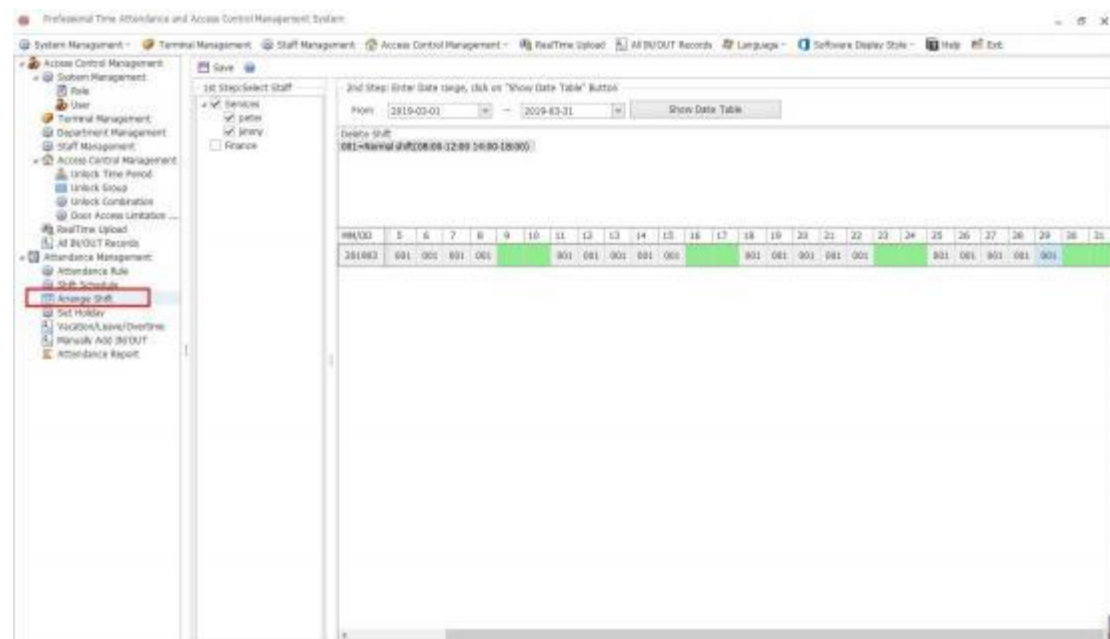 Professional Time Attendance and Access Control Management System
System Management Terminal Management Staff Management Access Control Management RealTime Upload All IN/OUT Records Language Software Display Style Help Exit
Access Control Management
System Management
Role
User
Terminal Management
Department Management
Staff Management
Access Control Management
Unlock Time Period
Unlock Group
Unlock Combination
Door Access Limitation ...
RealTime Upload
All IN/OUT Records
Attendance Management
Attendance Rule
Shift Schedule
Arrange Shift
Set Holiday
Vacation/Leave/Overtime
Manually Add IN/OUT
Attendance Report
Save
1st Step:Select Staff
Services
peter
jimmy
Finance
2nd Step: Enter Date range, click on "Show Date Table" Button
From 2019-03-01 — 2019-03-31 Show Date Table
Delete Shift
001=Normal shift(08:00-12:00 14:00-18:00)
MM/DD 5 6 7 8 9 10 11 12 13 14 15 16 17 18 19 20 21 22 23 24 25 26 27 28 29 30 31
201903 001 001 001 001 001 001 001 001 001 001 001 001 001 001 001 001 001 001 001